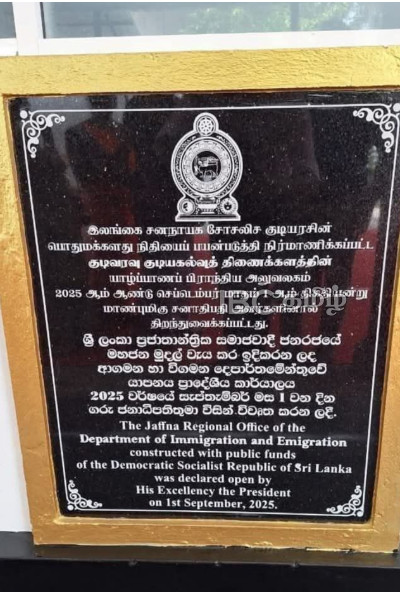 இலங்கை சனநாயக சோசலிச குடியரசின்
பொதுமக்களது நிதியைப் பயன்படுத்தி நிர்மாணிக்கப்பட்ட
குடிவரவு குடியகல்வுத் திணைக்களத்தின்
யாழ்ப்பாணப் பிராந்திய அலுவலகம்
2025 ஆம் ஆண்டு செப்டெம்பர் மாதம் 1 ஆம் திகதியன்று
மாண்புமிகு சனாதிபதி அவர்களினால்
திறந்துவைக்கப்பட்டது.
ශ්‍රී ලංකා ප්‍රජාතාන්ත්‍රික සමාජවාදී ජනරජයේ
මහජන මුදල් වැය කර ඉදිකරන ලද
ආගමන හා විගමන දෙපාර්තමේන්තුවේ
යාපනය ප්‍රාදේශීය කාර්යාලය
2025 වර්ෂයේ සැප්තැම්බර් මස 1 වන දින
ගරු ජනාධිපතිතුමා විසින් විවෘත කරන ලදී.
The Jaffna Regional Office of the
Department of Immigration and Emigration
constructed with public funds
of the Democratic Socialist Republic of Sri Lanka
was declared open by
His Excellency the President
on 1st September, 2025.